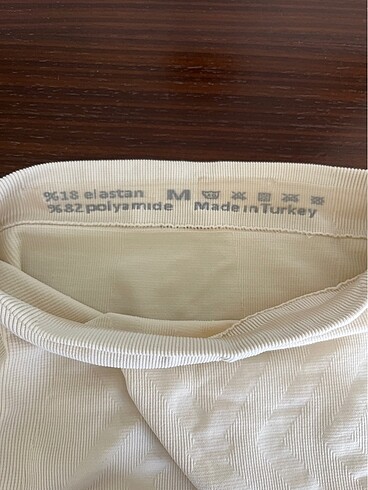 %18 elastan M
%82 polyamide Made in Turkey